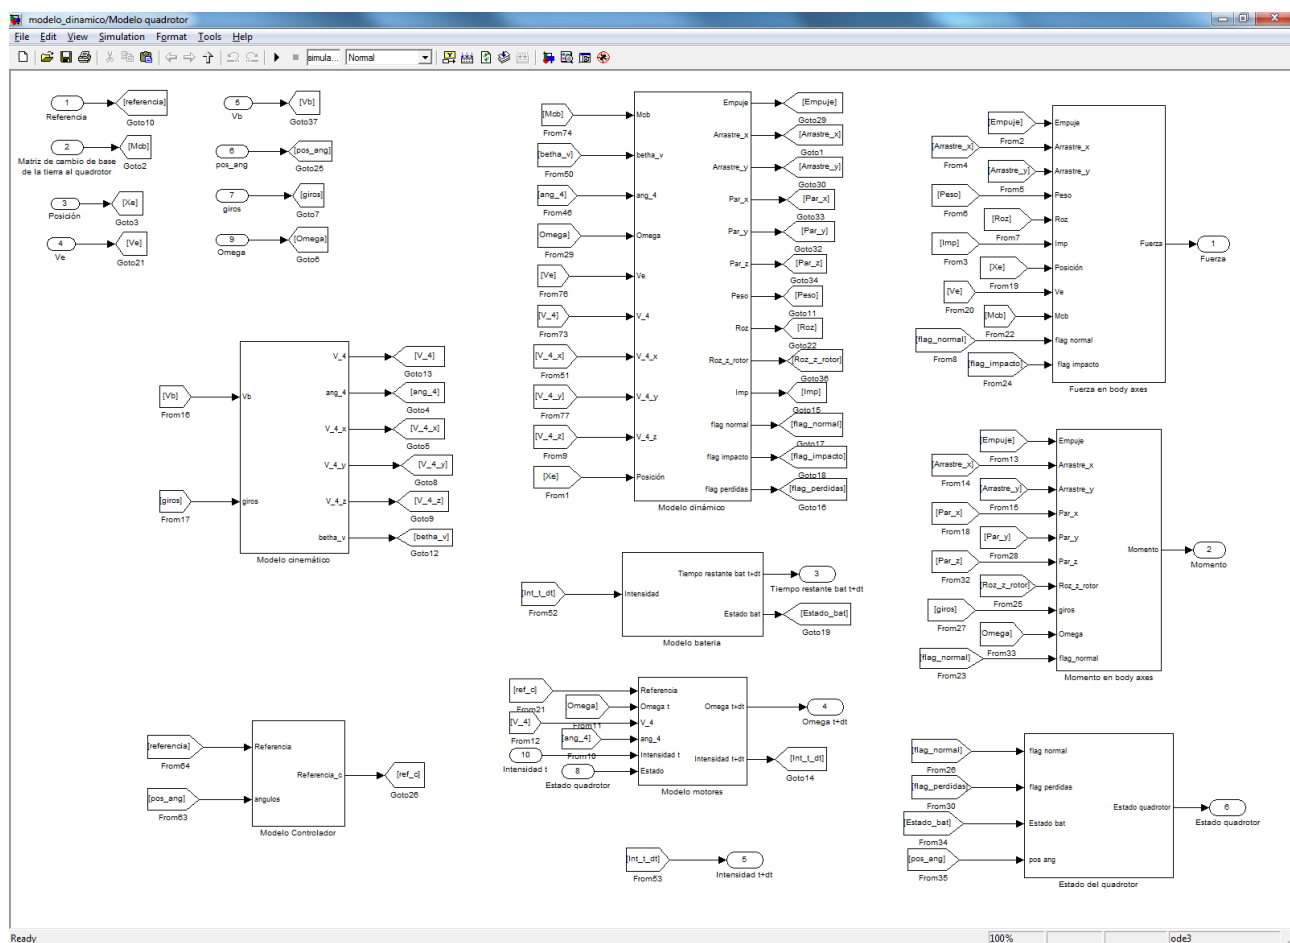 modelo_dinamico/Modelo quadrotor
File Edit View Simulation Format Tools Help
simula... Normal
1
Referencia
[referencia]
Goto10
2
Matriz de cambio de base
de la tierra al quadrotor
[Mcb]
Goto2
3
Posición
[Xe]
Goto3
4
Ve
[Ve]
Goto21
5
Vb
[Vb]
Goto37
6
pos_ang
[pos_ang]
Goto25
7
giros
[giros]
Goto7
9
Omega
[Omega]
Goto6
[Vb]
From16
[giros]
From17
Vb
giros
V_4
ang_4
V_4_x
V_4_y
V_4_z
betha_v
Modelo cinemático
[V_4]
Goto13
[ang_4]
Goto4
[V_4_x]
Goto5
[V_4_y]
Goto8
[V_4_z]
Goto9
[betha_v]
Goto12
[referencia]
From64
[pos_ang]
From63
Referencia
angulos
Referencia_c
Modelo Controlador
[ref_c]
Goto26
[Mcb]
From74
[betha_v]
From50
[ang_4]
From46
Omega]
From29
[Ve]
From76
[V_4]
From73
[V_4_x]
From51
[V_4_y]
From77
[V_4_z]
From9
[Xe]
From1
Mcb
betha_v
ang_4
Omega
Ve
V_4
V_4_x
V_4_y
V_4_z
Posición
Empuje
Arrastre_x
Arrastre_y
Par_x
Par_y
Par_z
Peso
Roz
Roz_z_rotor
Imp
flag normal
flag impacto
flag perdidas
Modelo dinámico
[Empuje]
Goto29
[Arrastre_x]
Goto1
[Arrastre_y]
Goto30
[Par_x]
Goto33
[Par_y]
Goto32
[Par_z]
Goto34
[Peso]
Goto11
[Roz]
Goto22
[Roz_z_rotor]
Goto36
[Imp]
Goto15
[flag_normal]
Goto17
[flag_impacto]
Goto18
[flag_perdidas]
Goto16
[Int_t_dt]
From52
Intensidad
Tiempo restante bat t+dt
Estado bat
Modelo bateria
3
Tiempo restante bat t+dt
[Estado_bat]
Goto19
[ref_c]
From21
Omega]
From11
[V_4]
From12
[ang_4]
From10
10
Intensidad t
8
Estado quadrotor
Referencia
Omega t
V_4
ang_4
Intensidad t
Estado
Omega t+dt
Intensidad t+dt
Modelo motores
4
Omega t+dt
[Int_t_dt]
Goto14
[Int_t_dt]
From53
5
Intensidad t+dt
[Empuje]
From2
[Arrastre_x]
From4
[Arrastre_y]
From5
[Peso]
From6
[Roz]
From7
[Imp]
From3
[Xe]
From19
[Ve]
From20
[Mcb]
From22
[flag_normal]
From8
[flag_impacto]
From24
Empuje
Arrastre_x
Arrastre_y
Peso
Roz
Imp
Posición
Ve
Mcb
flag normal
flag impacto
Fuerza
Fuerza en body axes
1
Fuerza
[Empuje]
From13
[Arrastre_x]
From14
[Arrastre_y]
From15
[Par_x]
From18
[Par_y]
From28
[Par_z]
From32
[Roz_z_rotor]
From25
[giros]
From27
Omega]
From33
[flag_normal]
From23
Empuje
Arrastre_x
Arrastre_y
Par_x
Par_y
Par_z
Roz_z_rotor
giros
Omega
flag_normal
Momento
Momento en body axes
2
Momento
[flag_normal]
From26
[flag_perdidas]
From30
[Estado_bat]
From34
[pos_ang]
From35
flag normal
flag perdidas
Estado bat
pos ang
Estado quadrotor
Estado del quadrotor
6
Estado quadrotor
Ready
100%
ode3